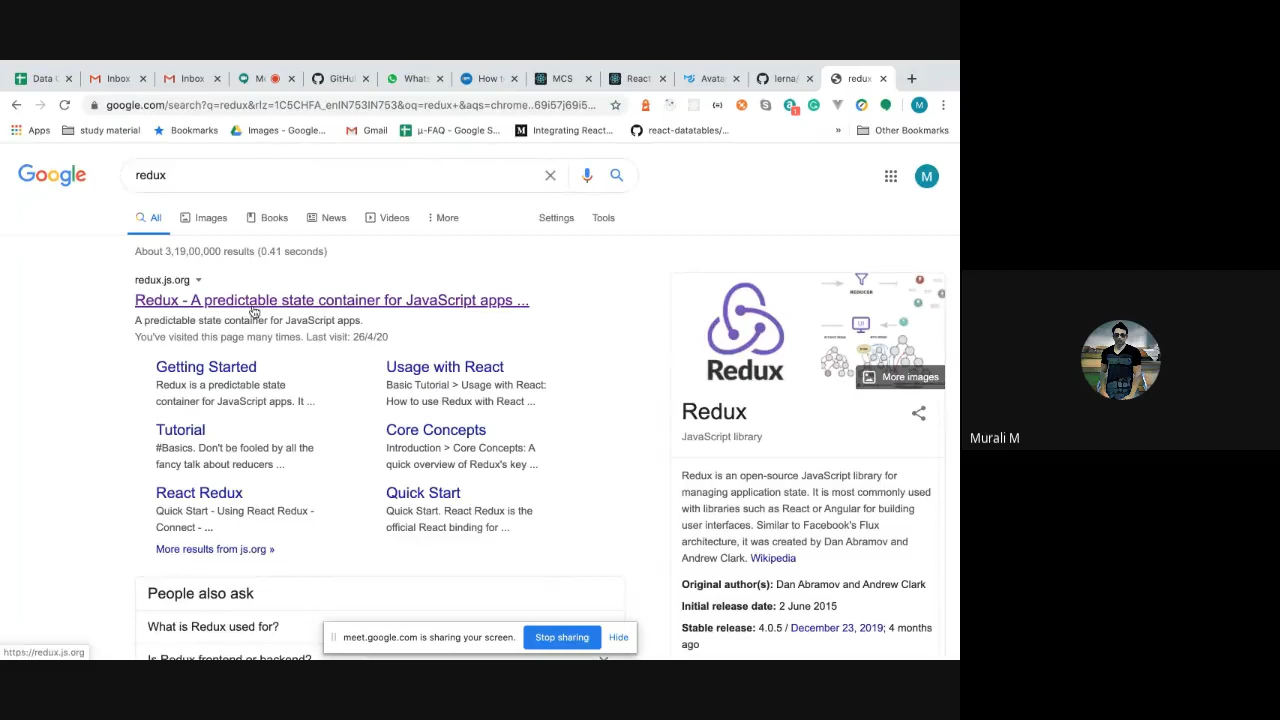 Data
Inbox
Inbox
GitHu
Whats
How t
MCS
React
Avata
lerna/
redux
google.com/search?q=redux&rlz=1C5CHFA_enIN753IN753&oq=redux+&aqs=chrome..69i57j69i5...
Apps
study material
Bookmarks
Images - Google...
Gmail
µ-FAQ - Google S...
Integrating Reac...
react-datatables/...
»
Other Bookmarks
Google
redux
M
All
Images
Books
News
Videos
More
Settings
Tools
About 3,19,00,000 results (0.41 seconds)
redux.js.org
Redux - A predictable state container for JavaScript apps ...
A predictable state container for JavaScript apps.
You've visited this page many times. Last visit: 26/4/20
Getting Started
Redux is a predictable state
container for JavaScript apps. It ...
Usage with React
Basic Tutorial > Usage with React:
How to use Redux with React ...
Tutorial
#Basics. Don't be fooled by all the
fancy talk about reducers ...
Core Concepts
Introduction > Core Concepts: A
quick overview of Redux's key ...
React Redux
Quick Start - Using React Redux -
Connect - ...
Quick Start
Quick Start. React Redux is the
official React binding for ...
More results from js.org »
People also ask
What is Redux used for?
Is Redux frontend or backend?
REDUCER
UI
Redux
More images
Redux
JavaScript library
Redux is an open-source JavaScript library for
managing application state. It is most commonly used
with libraries such as React or Angular for building
user interfaces. Similar to Facebook's Flux
architecture, it was created by Dan Abramov and
Andrew Clark. Wikipedia
Original author(s): Dan Abramov and Andrew Clark
Initial release date: 2 June 2015
Stable release: 4.0.5 / December 23, 2019; 4 months
ago
meet.google.com is sharing your screen.
Stop sharing
Hide
https://redux.js.org
Murali M